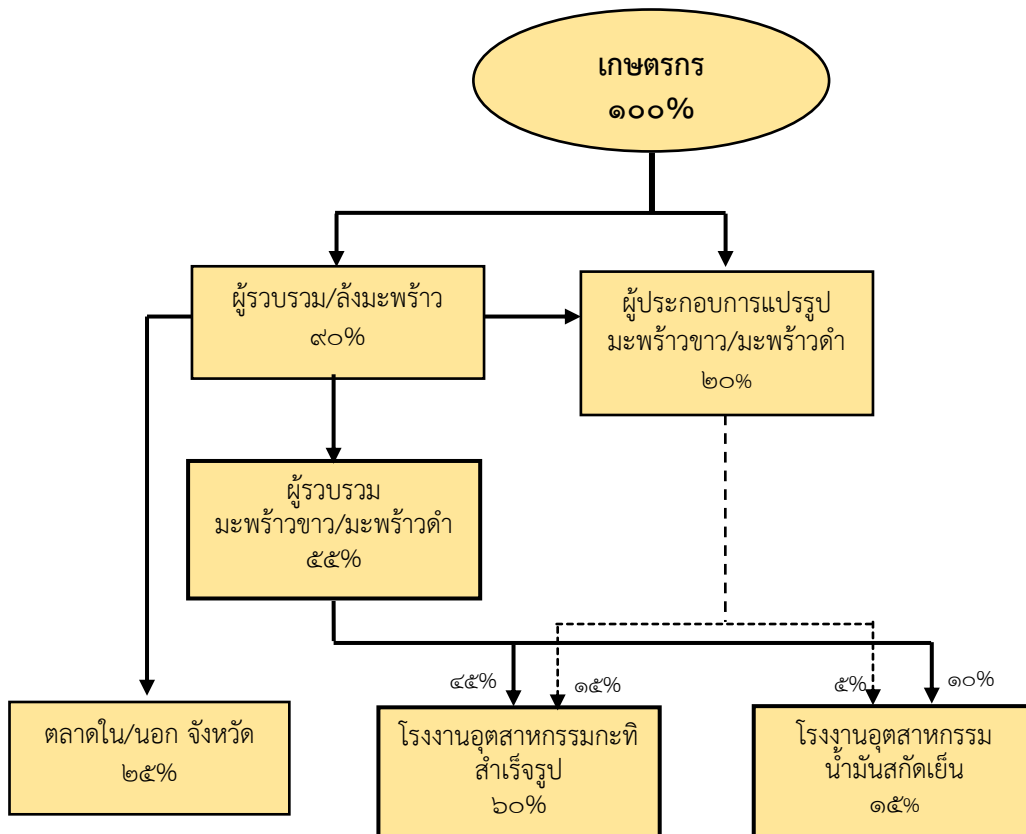 เกษตรกร
๑๐๐%
ผู้รวบรวม/ล้งมะพร้าว
๙๐%
ผู้ประกอบการแปรรูป
มะพร้าวขาว/มะพร้าวดำ
๒๐%
ผู้รวบรวม
มะพร้าวขาว/มะพร้าวดำ
๕๕%
๔๕%
๑๕%
๕%
๑๐%
ตลาดใน/นอก จังหวัด
๒๕%
โรงงานอุตสาหกรรมกะทิ
สำเร็จรูป
๖๐%
โรงงานอุตสาหกรรม
น้ำมันสกัดเย็น
๑๕%